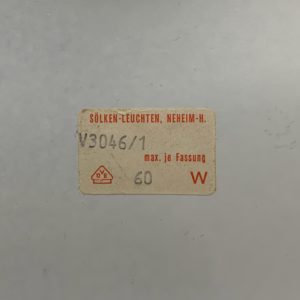 SÖLKEN-LEUCHTEN, NEHEIM-H.
V3046/1
max. je Fassung
60 W